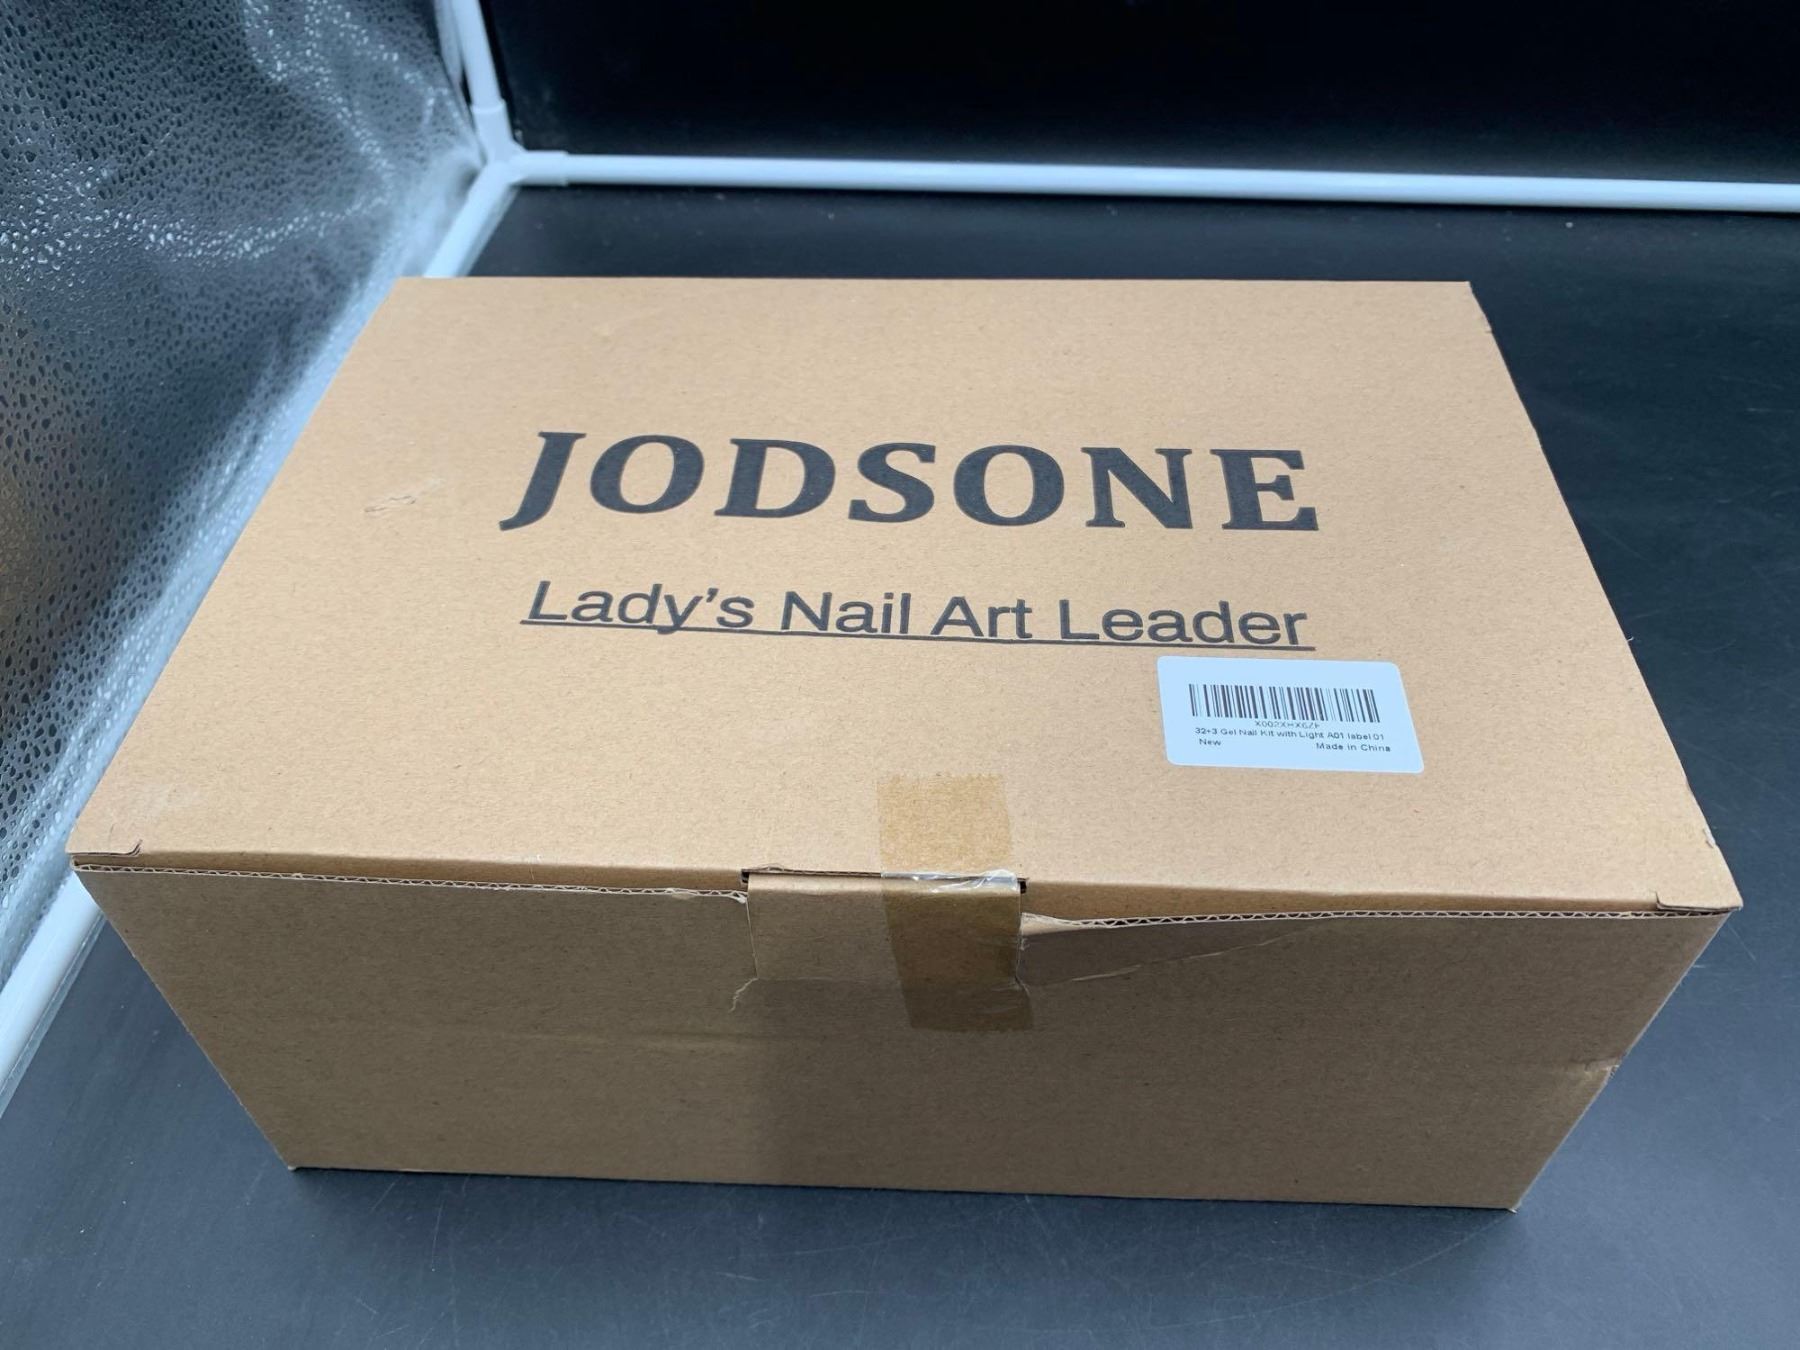 JODSONE
Lady's Nail Art Leader
X002XHX6ZF
32+3 Gel Nail Kit with Light A01 label 01
New Made in China